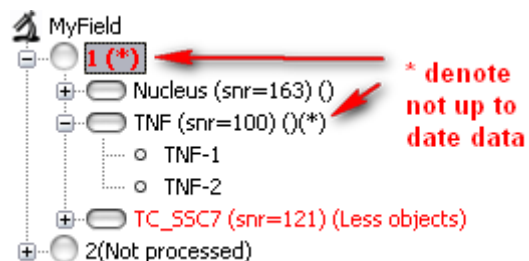 MyField
1 (*)
* denote
not up to
date data
Nucleus (snr=163) ()
TNF (snr=100) ()(*)
TNF-1
TNF-2
TC_SSC7 (snr=121) (Less objects)
2(Not processed)